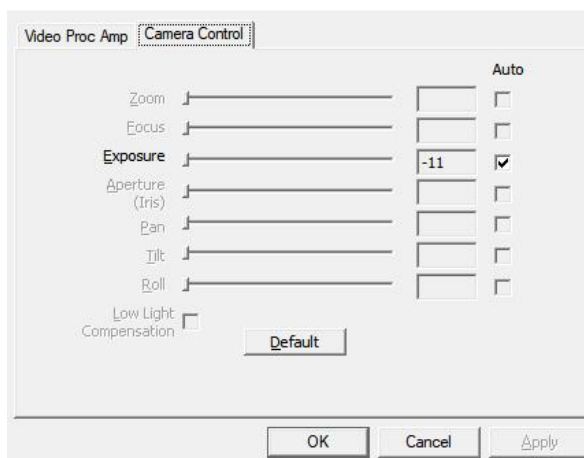 Video Proc Amp Camera Control
Auto
Zoom
Focus
Exposure -11
Aperture
(Iris)
Pan
Tilt
Roll
Low Light
Compensation
Default
OK Cancel Apply